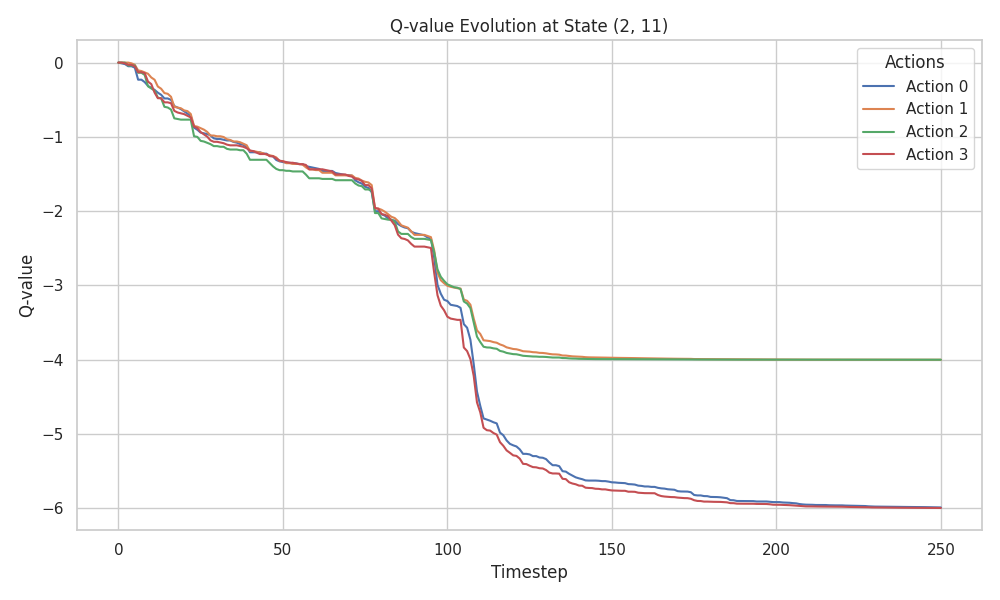 Q-value Evolution at State (2, 11)
Actions
Action 0
Action 1
Action 2
Action 3
Q-value
0
−1
−2
−3
−4
−5
−6
0 50 100 150 200 250
Timestep